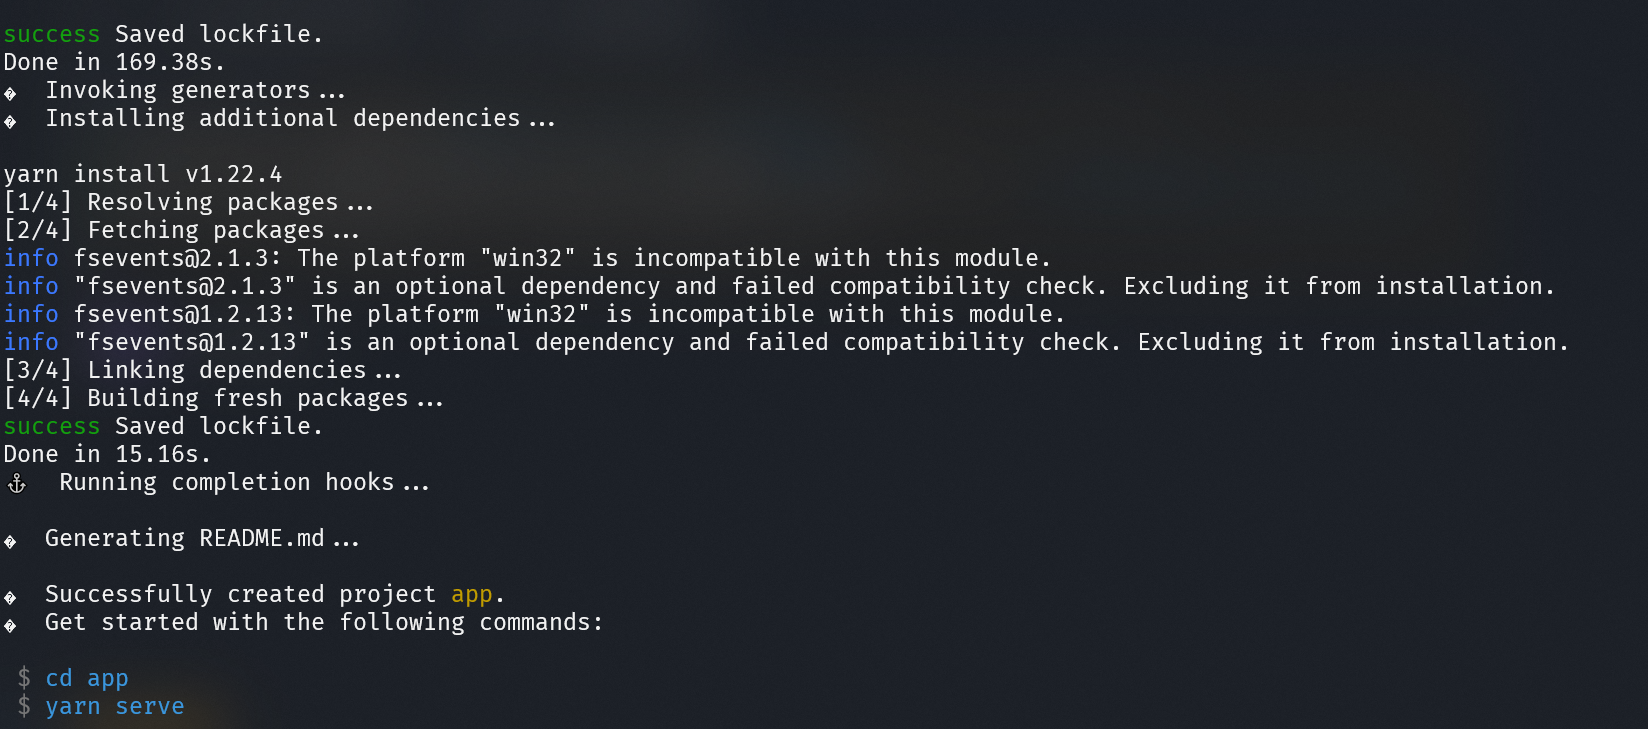 success Saved lockfile.
Done in 169.38s.
�  Invoking generators...
�  Installing additional dependencies...
yarn install v1.22.4
[1/4] Resolving packages...
[2/4] Fetching packages...
info fsevents@2.1.3: The platform "win32" is incompatible with this module.
info "fsevents@2.1.3" is an optional dependency and failed compatibility check. Excluding it from installation.
info fsevents@1.2.13: The platform "win32" is incompatible with this module.
info "fsevents@1.2.13" is an optional dependency and failed compatibility check. Excluding it from installation.
[3/4] Linking dependencies...
[4/4] Building fresh packages...
success Saved lockfile.
Done in 15.16s.
⚓  Running completion hooks...
�  Generating README.md...
�  Successfully created project app.
�  Get started with the following commands:
$ cd app
$ yarn serve